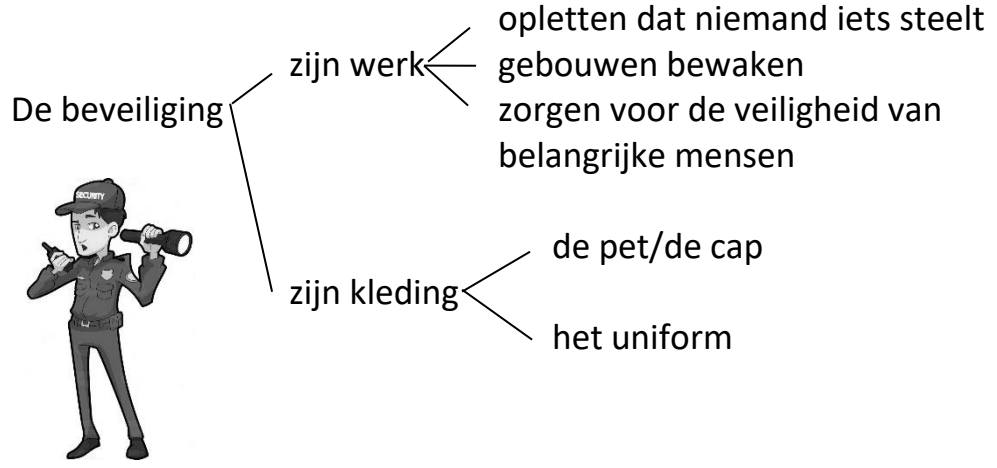 De beveiliging
zijn werk
opletten dat niemand iets steelt
gebouwen bewaken
zorgen voor de veiligheid van
belangrijke mensen
zijn kleding
de pet/de cap
het uniform
SECURITY